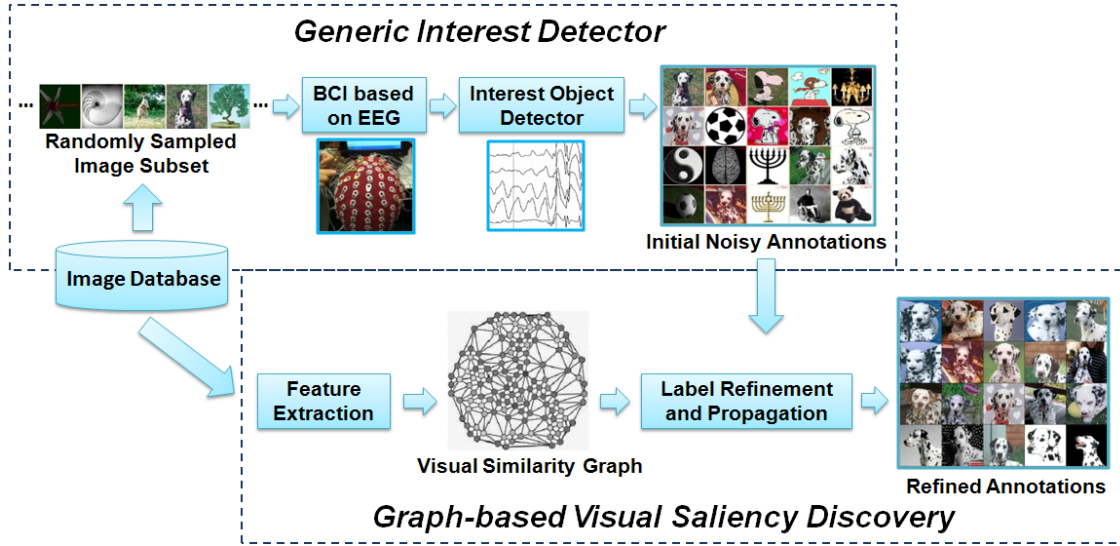 Generic Interest Detector
... ...
Randomly Sampled
Image Subset
BCI based
on EEG
Interest Object
Detector
Initial Noisy Annotations
Image Database
Feature
Extraction
Visual Similarity Graph
Label Refinement
and Propagation
Refined Annotations
Graph-based Visual Saliency Discovery